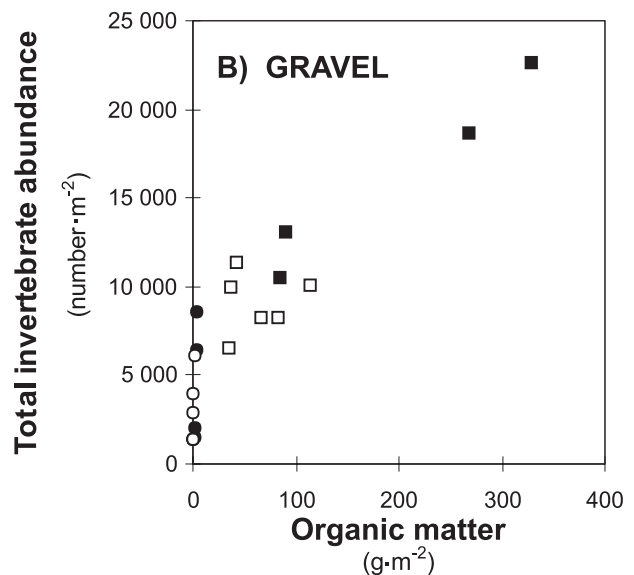 Total invertebrate abundance
(number·m-2)
25 000
20 000
15 000
10 000
5 000
0
B) GRAVEL
0 100 200 300 400
Organic matter
(g·m-2)